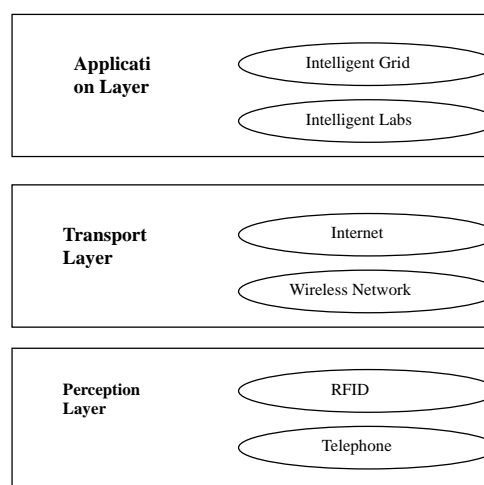 Applicati
on Layer
Intelligent Grid
Intelligent Labs
Transport
Layer
Internet
Wireless Network
Perception
Layer
RFID
Telephone